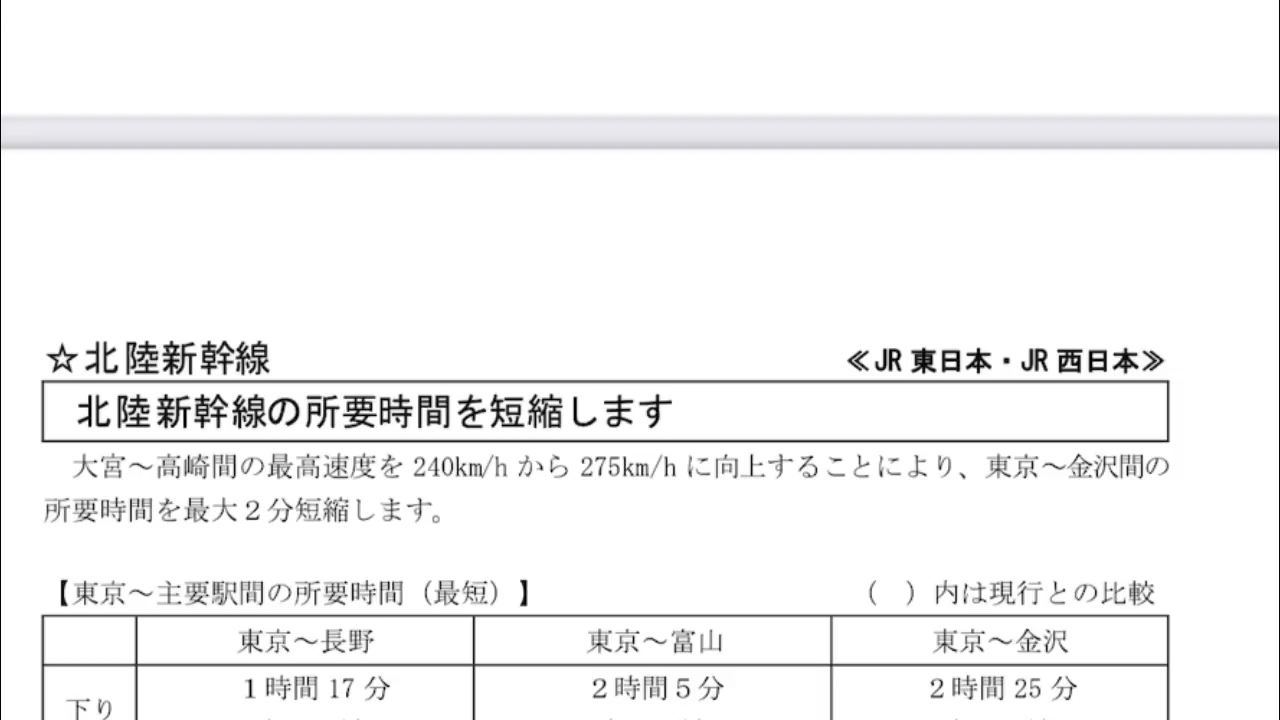 ☆北陸新幹線 ≪JR 東日本・JR 西日本≫
北陸新幹線の所要時間を短縮します
大宮～高崎間の最高速度を 240km/h から 275km/h に向上することにより、東京～金沢間の
所要時間を最大２分短縮します。
【東京～主要駅間の所要時間（最短）】 （　）内は現行との比較
東京～長野 東京～富山 東京～金沢
下り １時間 17 分 ２時間５分 ２時間 25 分